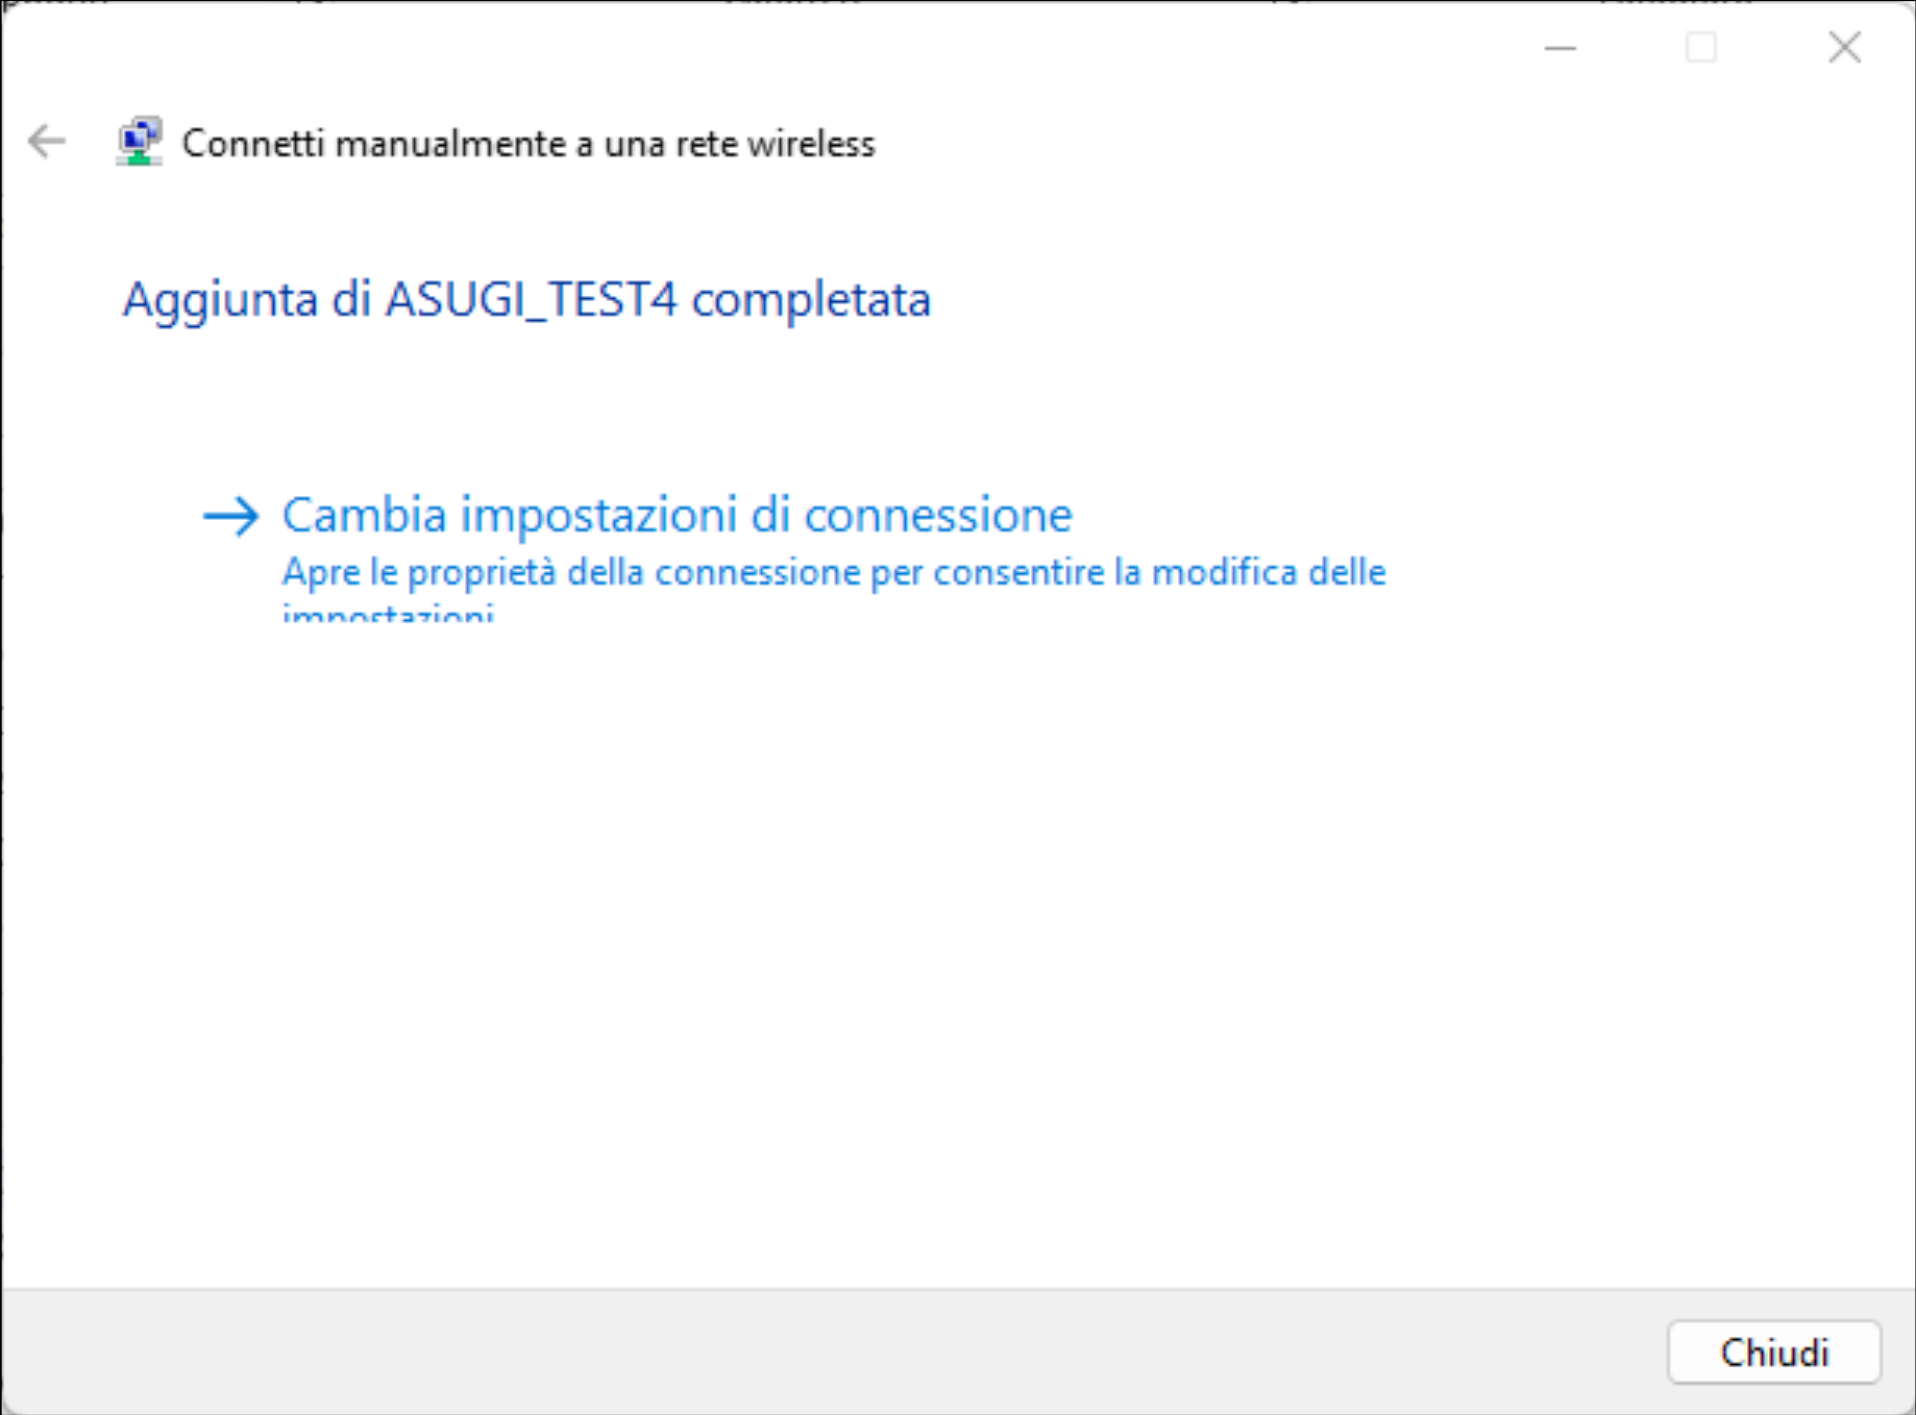 Connetti manualmente a una rete wireless
Aggiunta di ASUGI_TEST4 completata
Cambia impostazioni di connessione
Apre le proprietà della connessione per consentire la modifica delle
impostazioni
Chiudi